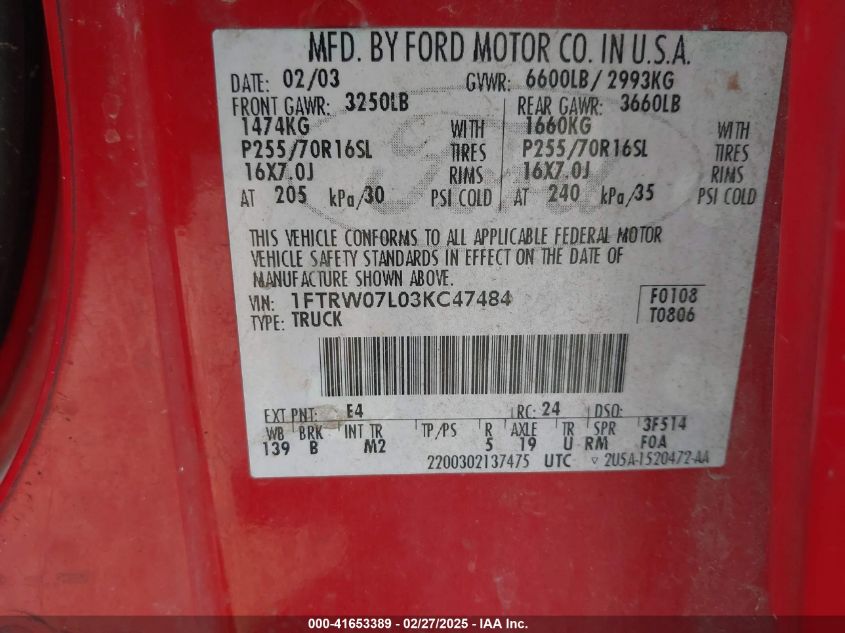 MFD. BY FORD MOTOR CO. IN U.S.A.
DATE: 02/03 GVWR: 6600LB/ 2993KG
FRONT GAWR: 3250LB REAR GAWR: 3660LB
1474KG WITH 1660KG WITH
P255/70R16SL TIRES P255/70R16SL TIRES
16X7.0J RIMS 16X7.0J RIMS
AT 205 kPa/30 PSI COLD AT 240 kPa/35 PSI COLD
THIS VEHICLE CONFORMS TO ALL APPLICABLE FEDERAL MOTOR
VEHICLE SAFETY STANDARDS IN EFFECT ON THE DATE OF
MANUFACTURE SHOWN ABOVE.
VIN: 1FTRW07L03KC47484 F0108
TYPE: TRUCK T0806
EXT PNT: E4 RC: 24 DSO:
WB BRK INT TR TP/PS R AXLE TR SPR 3F514
139 B M2 5 19 U RM F0A
2200302137475 UTC ▽ 2U5A-1520472-AA
000-41653389 - 02/27/2025 - IAA Inc.